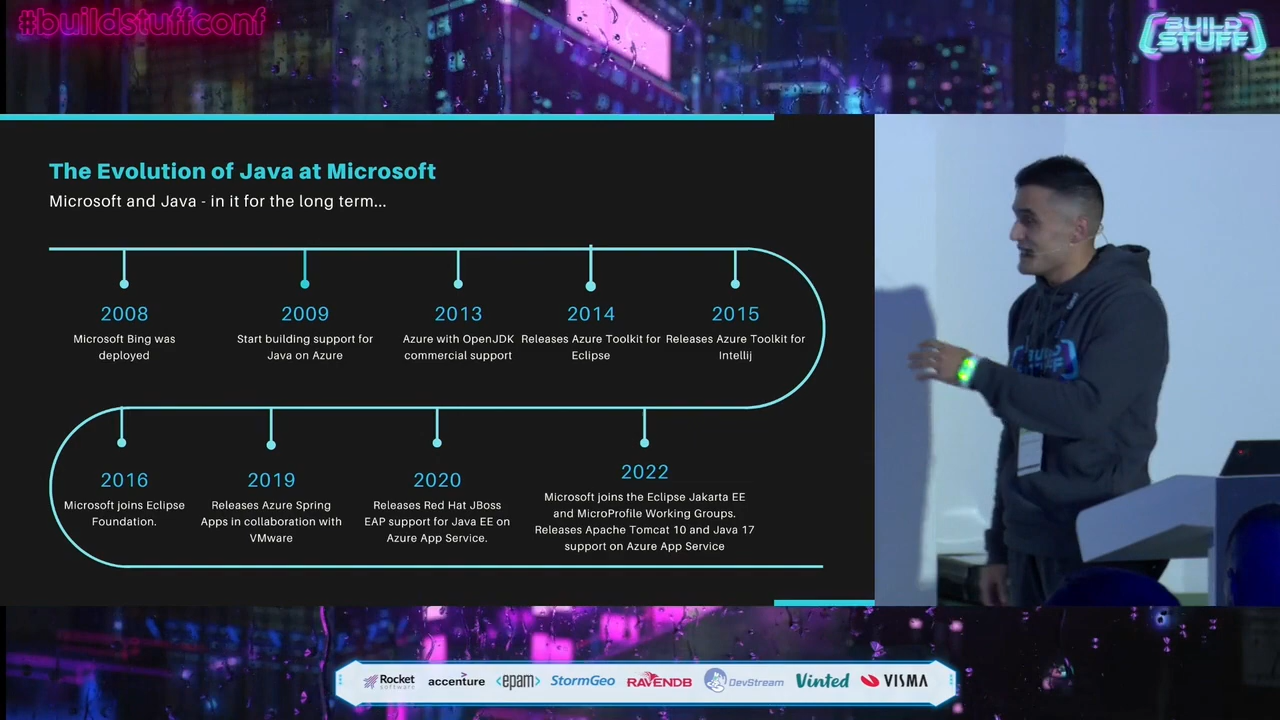 #buildstuffconf
BUILD
STUFF
The Evolution of Java at Microsoft
Microsoft and Java - in it for the long term...
2008
Microsoft Bing was
deployed
2009
Start building support for
Java on Azure
2013
Azure with OpenJDK
commercial support
2014
Releases Azure Toolkit for
Eclipse
2015
Releases Azure Toolkit for
Intellij
2016
Microsoft joins Eclipse
Foundation.
2019
Releases Azure Spring
Apps in collaboration with
VMware
2020
Releases Red Hat JBoss
EAP support for Java EE on
Azure App Service.
2022
Microsoft joins the Eclipse Jakarta EE
and MicroProfile Working Groups.
Releases Apache Tomcat 10 and Java 17
support on Azure App Service
BUILD
STUFF
Rocket
software
accenture
<epam>
StormGeo
RAVENDB
DevStream
Vinted
VISMA